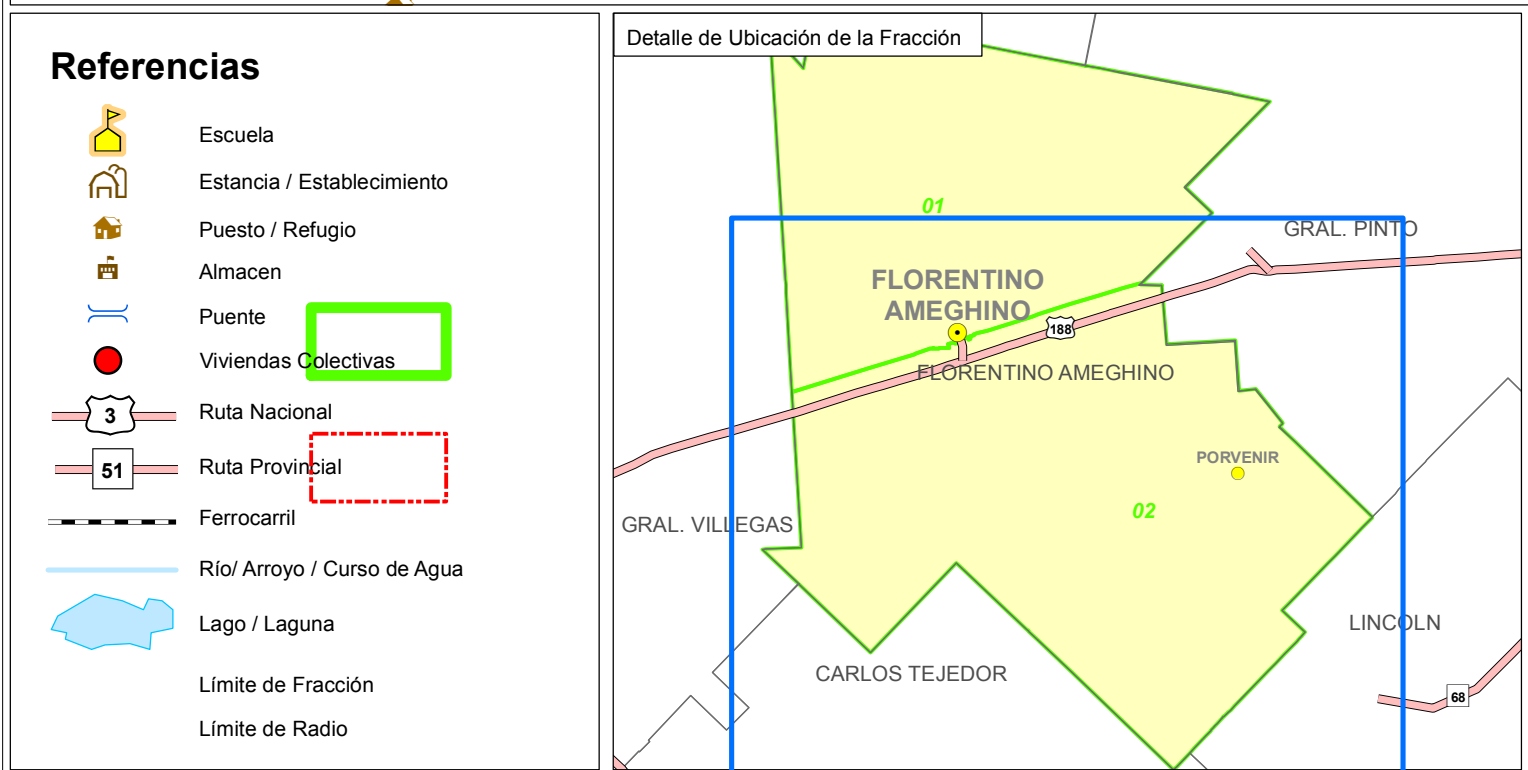 Referencias
Escuela
Estancia / Establecimiento
Puesto / Refugio
Almacen
Puente
Viviendas Colectivas
3
Ruta Nacional
51
Ruta Provincial
Ferrocarril
Río/ Arroyo / Curso de Agua
Lago / Laguna
Límite de Fracción
Límite de Radio
Detalle de Ubicación de la Fracción
01
GRAL. PINTO
FLORENTINO
AMEGHINO
188
FLORENTINO AMEGHINO
PORVENIR
02
GRAL. VILLEGAS
LINCOLN
CARLOS TEJEDOR
68